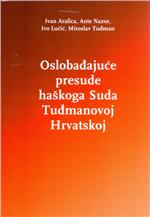 Ivan Aralica, Ante Nazor,
Ivo Lučić, Miroslav Tuđman
Oslobađajuće
presude
haškoga Suda
Tuđmanovoj
Hrvatskoj